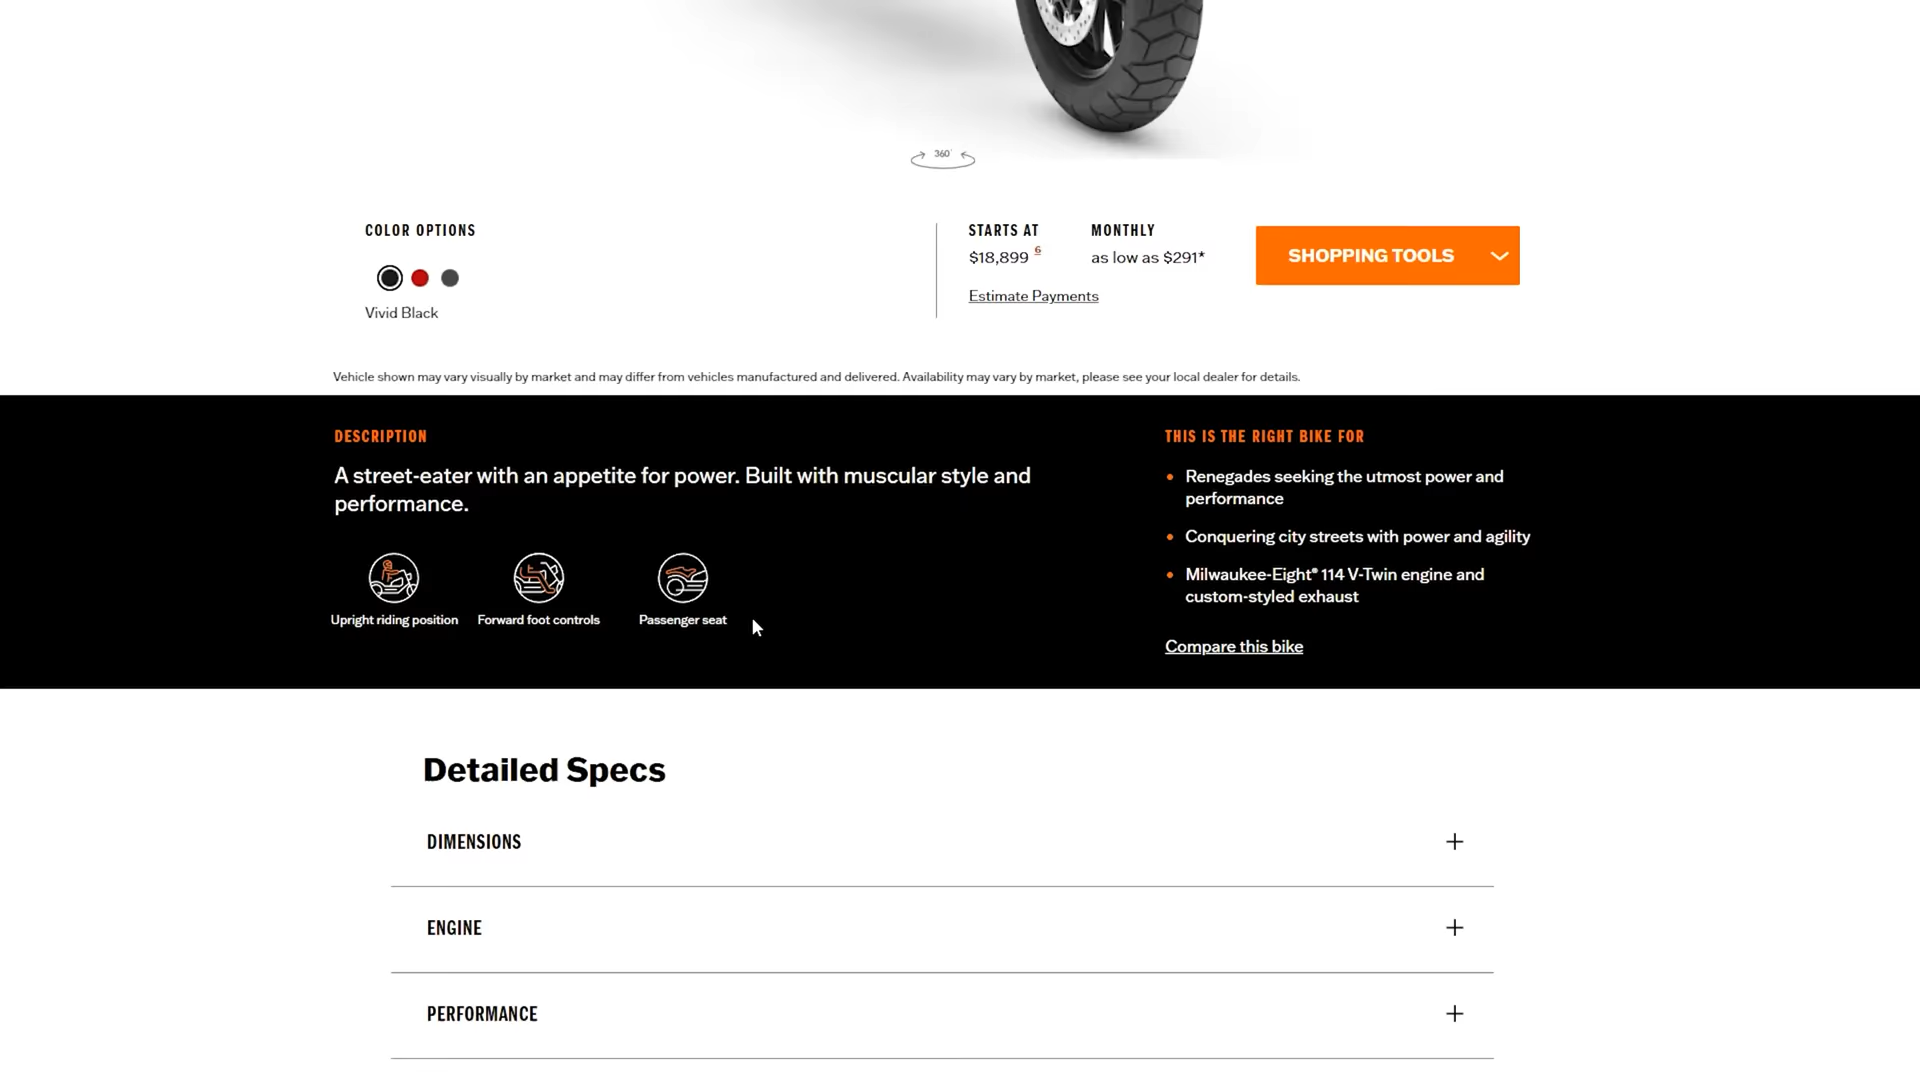 360°
COLOR OPTIONS
Vivid Black
STARTS AT
$18,899 6
Estimate Payments
MONTHLY
as low as $291*
SHOPPING TOOLS
Vehicle shown may vary visually by market and may differ from vehicles manufactured and delivered. Availability may vary by market, please see your local dealer for details.
DESCRIPTION
A street-eater with an appetite for power. Built with muscular style and
performance.
Upright riding position
Forward foot controls
Passenger seat
THIS IS THE RIGHT BIKE FOR
• Renegades seeking the utmost power and
performance
• Conquering city streets with power and agility
• Milwaukee-Eight® 114 V-Twin engine and
custom-styled exhaust
Compare this bike
Detailed Specs
DIMENSIONS
ENGINE
PERFORMANCE